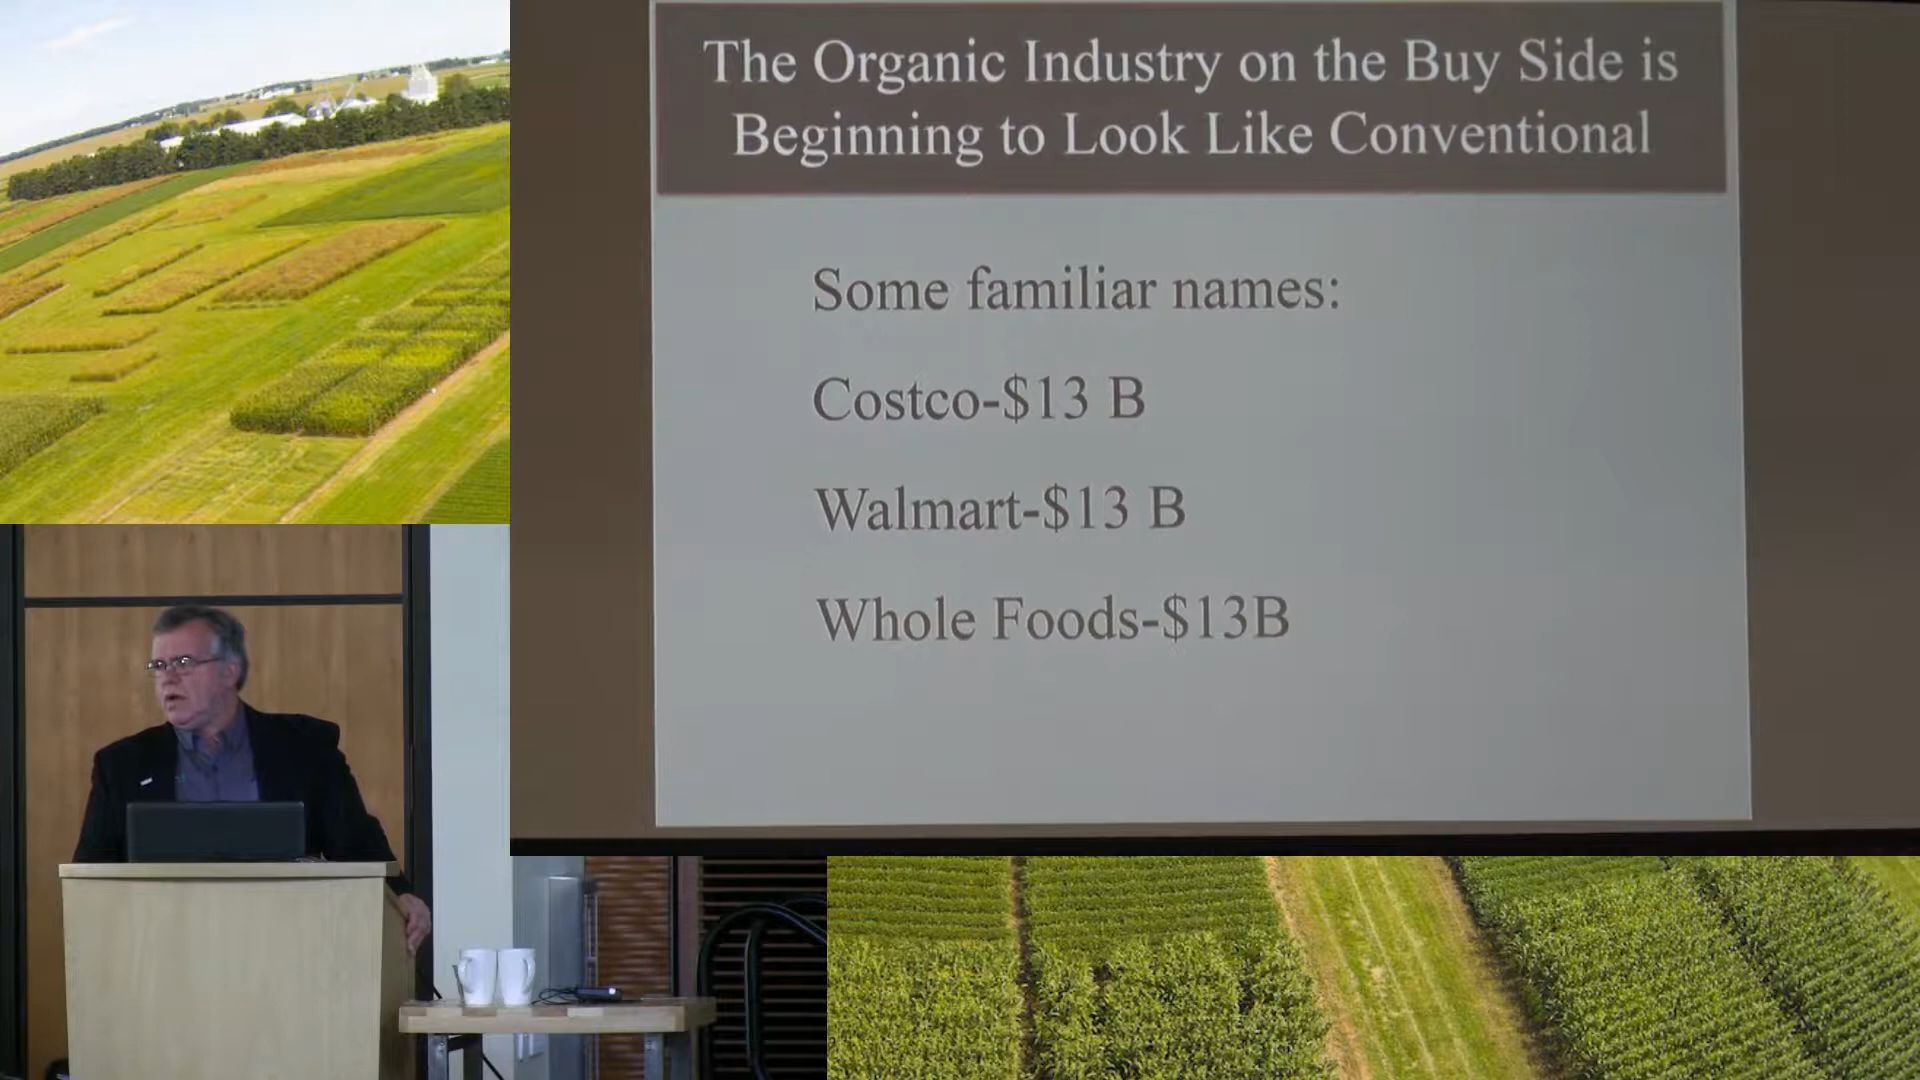 The Organic Industry on the Buy Side is
Beginning to Look Like Conventional
Some familiar names:
Costco-$13 B
Walmart-$13 B
Whole Foods-$13B